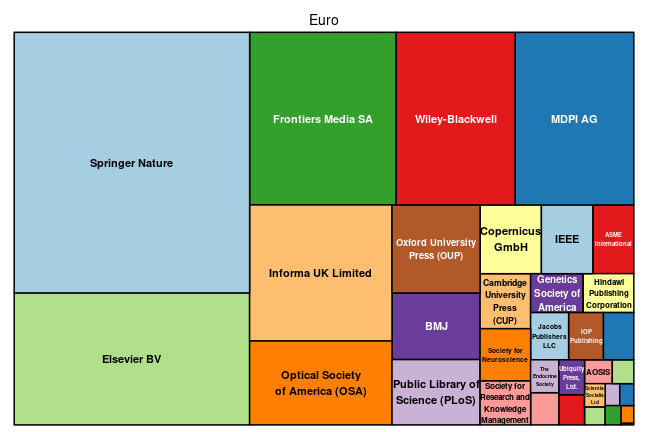 Euro
Springer Nature
Elsevier BV
Frontiers Media SA
Wiley-Blackwell
MDPI AG
Informa UK Limited
Optical Society
of America (OSA)
Oxford University
Press (OUP)
BMJ
Public Library of
Science (PLoS)
Copernicus
GmbH
IEEE
ASME
International
Cambridge
University
Press
(CUP)
Society for
Neuroscience
Society for
Research and
Knowledge
Management
Genetics
Society of
America
Hindawi
Publishing
Corporation
Jacobs
Publishers
LLC
IOP
Publishing
The
Endocrine
Society
Ubiquity
Press,
Ltd.
AOSIS
Scientia
Socialis
Ltd